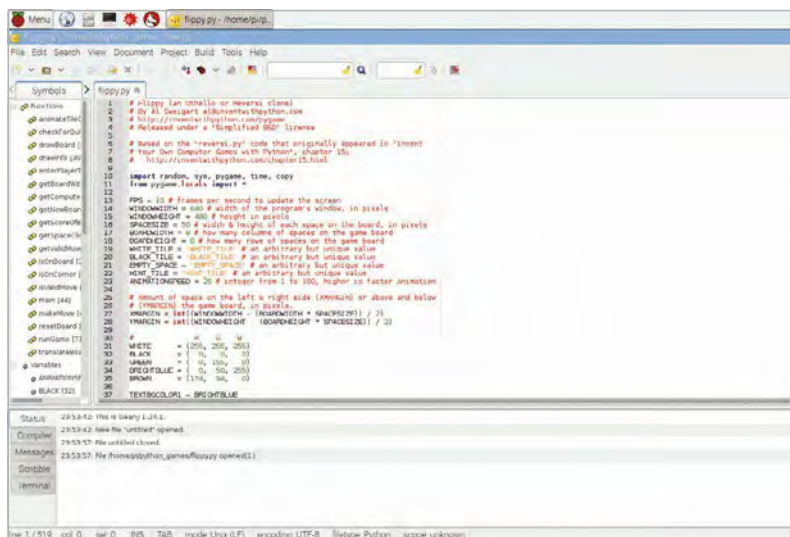 Menu flippy.py - /home/pi/p..
File Edit Search View Document Project Build Tools Help
Symbols flippy.py
Functions
animateTileC
checkForQui
drawBoard [
drawInfo [20
enterPlayerT
getBoardWit
getCompute
getNewBoar
getScoreOfB
getSpaceClic
getValidMove
isOnBoard [2
isOnCorner [
isValidMove [
main [44]
makeMove [4
resetBoard [
runGame [7
translateBoa
Variables
ANIMATIONSP
BLACK [32]
1 # Flippy (an Othello or Reversi clone)
2 # By Al Sweigart al@inventwithpython.com
3 # http://inventwithpython.com/pygame
4 # Released under a "Simplified BSD" license
5
6 # Based on the "reversi.py" code that originally appeared in "Invent
7 # Your Own Computer Games with Python", chapter 15:
8 # http://inventwithpython.com/chapter15.html
9
10 import random, sys, pygame, time, copy
11 from pygame.locals import *
12
13 FPS = 10 # frames per second to update the screen
14 WINDOWWIDTH = 640 # width of the program's window, in pixels
15 WINDOWHEIGHT = 480 # height in pixels
16 SPACESIZE = 50 # width & height of each space on the board, in pixels
17 BOARDWIDTH = 8 # how many columns of spaces on the game board
18 BOARDHEIGHT = 8 # how many rows of spaces on the game board
19 WHITE_TILE = 'WHITE_TILE' # an arbitrary but unique value
20 BLACK_TILE = 'BLACK_TILE' # an arbitrary but unique value
21 EMPTY_SPACE = 'EMPTY_SPACE' # an arbitrary but unique value
22 HINT_TILE = 'HINT_TILE' # an arbitrary but unique value
23 ANIMATIONSPEED = 25 # integer from 1 to 100, higher is faster animation
24
25 # Amount of space on the left & right side (XMARGIN) or above and below
26 # (YMARGIN) the game board, in pixels.
27 XMARGIN = int((WINDOWWIDTH - (BOARDWIDTH * SPACESIZE)) / 2)
28 YMARGIN = int((WINDOWHEIGHT - (BOARDHEIGHT * SPACESIZE)) / 2)
29
30 # R G B
31 WHITE = (255, 255, 255)
32 BLACK = ( 0, 0, 0)
33 GREEN = ( 0, 155, 0)
34 BRIGHTBLUE = ( 0, 50, 255)
35 BROWN = (174, 94, 0)
36
37 TEXTBGCOLOR1 = BRIGHTBLUE
Status 23:53:42: This is Geany 1.24.1.
23:53:42: New file "untitled" opened.
Compiler 23:53:57: File untitled closed.
Messages 23:53:57: File /home/pi/python_games/flippy.py opened(1).
Scribble
Terminal
line 1 / 519 col 0 sel 0 INS TAB mode: Unix (LF) encoding: UTF-8 filetype: Python scope: unknown